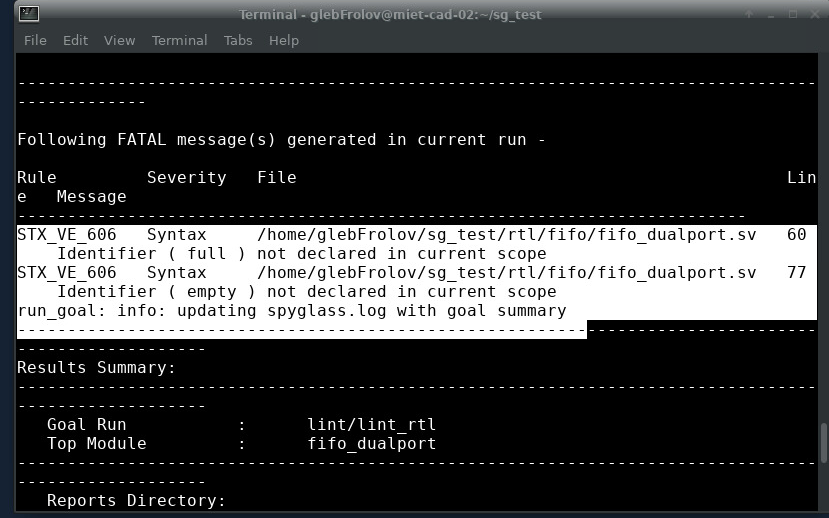 Terminal - glebFrolov@miet-cad-02:~/sg_test
File Edit View Terminal Tabs Help
--------------------------------------------------------------------------------
-------------
Following FATAL message(s) generated in current run -
Rule         Severity   File                                                 Lin
e   Message
-------------------------------------------------------------------------
STX_VE_606   Syntax     /home/glebFrolov/sg_test/rtl/fifo/fifo_dualport.sv   60
    Identifier ( full ) not declared in current scope
STX_VE_606   Syntax     /home/glebFrolov/sg_test/rtl/fifo/fifo_dualport.sv   77
    Identifier ( empty ) not declared in current scope
run_goal: info: updating spyglass.log with goal summary
--------------------------------------------------------------------------------
-------------------
Results Summary:
--------------------------------------------------------------------------------
-------------------
   Goal Run           :      lint/lint_rtl
   Top Module         :      fifo_dualport
--------------------------------------------------------------------------------
-------------------
   Reports Directory: